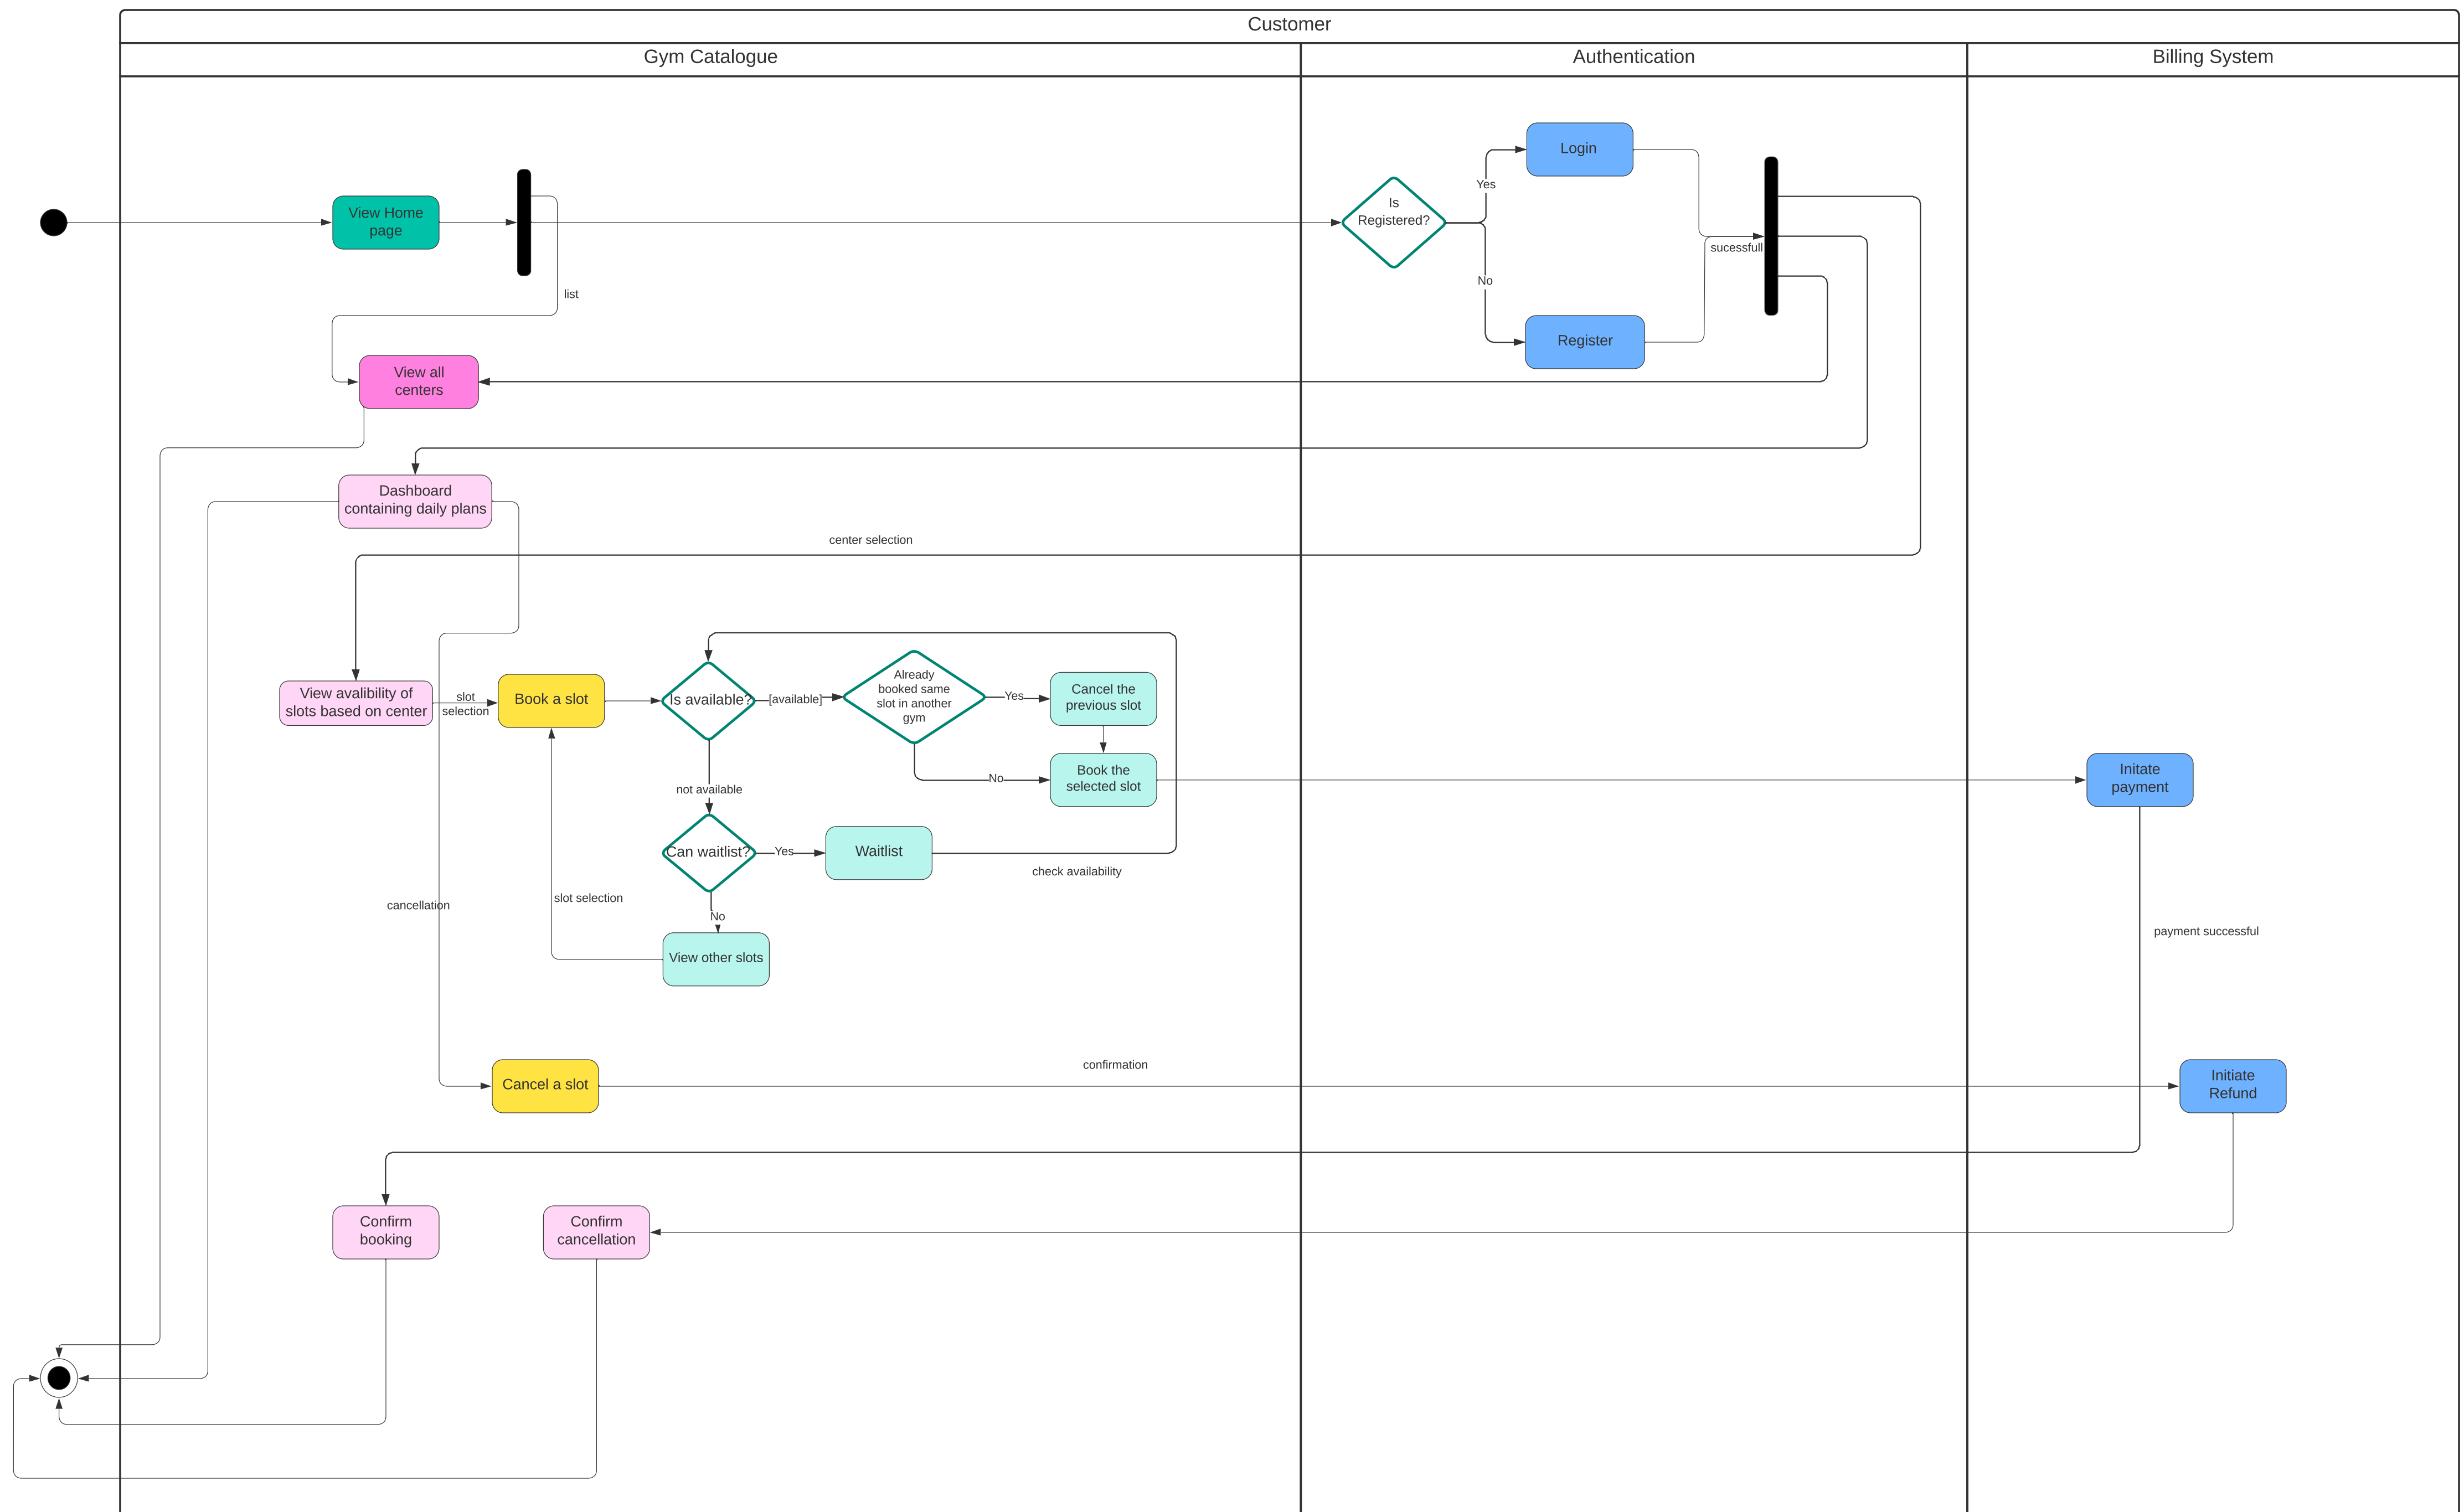 Customer
Gym Catalogue
Authentication
Billing System
Login
View Home
page
Is
Registered?
Yes
sucessfull
No
list
Register
View all
centers
Dashboard
containing daily plans
center selection
View avalibility of
slots based on center
slot
selection
Book a slot
Is available?
[available]
Already
booked same
slot in another
gym
Yes
Cancel the
previous slot
No
Book the
selected slot
Initate
payment
not available
Can waitlist?
Yes
Waitlist
check availability
cancellation
slot selection
No
payment successful
View other slots
Cancel a slot
confirmation
Initiate
Refund
Confirm
booking
Confirm
cancellation